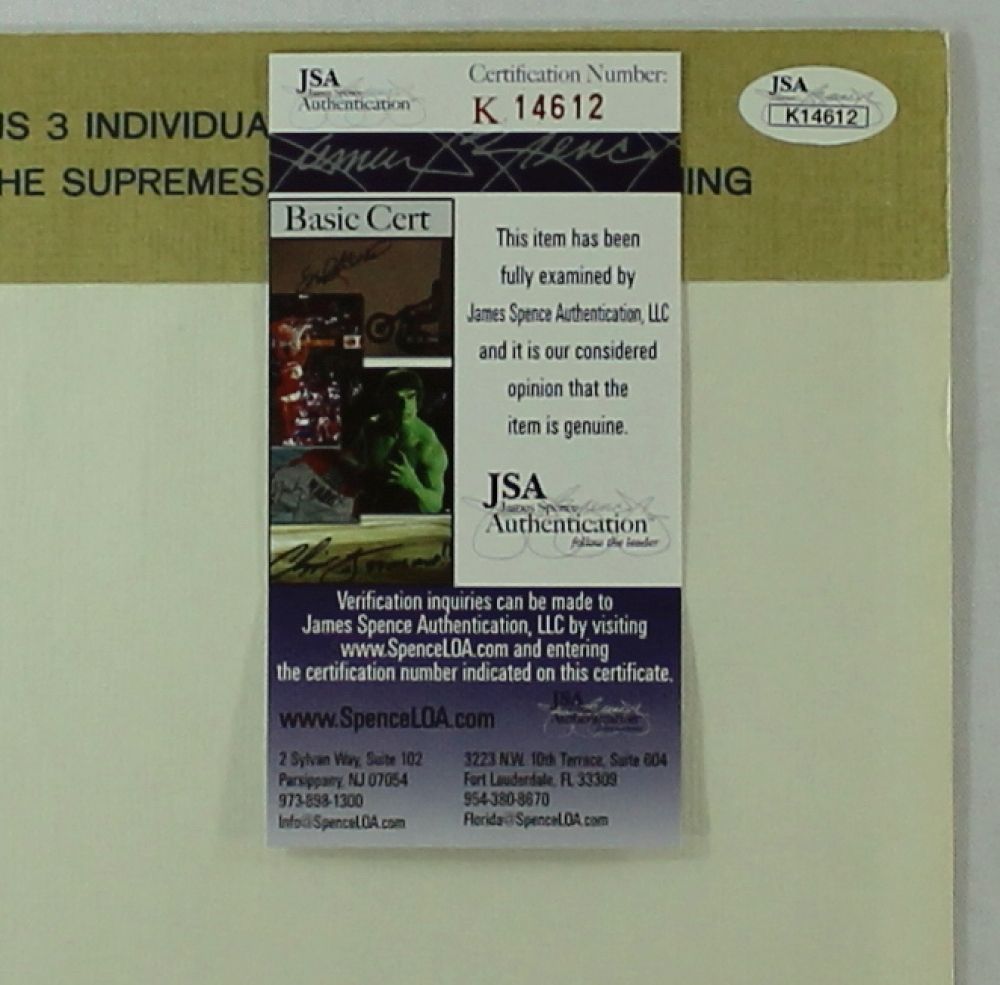 IS 3 INDIVIDUA
HE SUPREMES
ING
JSA
James Spence
Authentication
Certification Number:
K 14612
JSA
K14612
James Spence
Basic Cert
This item has been
fully examined by
James Spence Authentication, LLC
and it is our considered
opinion that the
item is genuine.
JSA
James Spence
Authentication
follow the leader
Verification inquiries can be made to
James Spence Authentication, LLC by visiting
www.SpenceLOA.com and entering
the certification number indicated on this certificate.
www.SpenceLOA.com
JSA
Authentication
2 Sylvan Way, Suite 102
Parsippany, NJ 07054
973-898-1300
Info@SpenceLOA.com
3223 N.W. 10th Terrace, Suite 604
Fort Lauderdale, FL 33309
954-380-8670
Florida@SpenceLOA.com